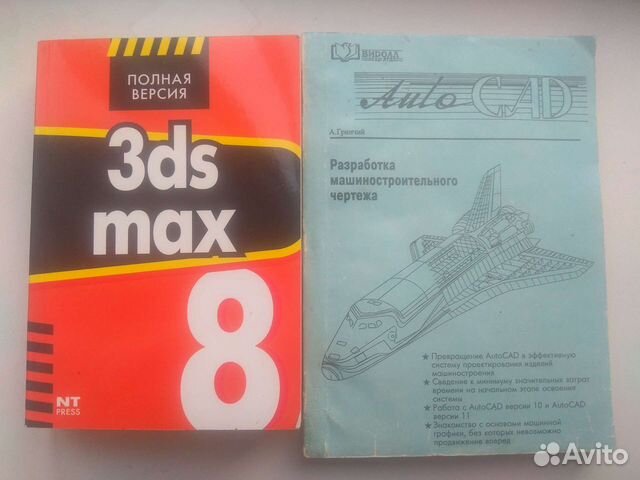 ПОЛНАЯ
ВЕРСИЯ
3ds
max
8
NT
PRESS
ВИРОЛА
Auto CAD
Разработка
машиностроительного
чертежа
★ Превращение AutoCAD в эффективную
систему проектирования изделий
машиностроения
★ Сведение к минимуму значительных затрат
времени на начальном этапе освоения
системы
★ Работа с AutoCAD версии 10 и AutoCAD
версии 11
★ Знакомство с основами машинной
графики, без которых невозможно
продвижение вперед
Avito